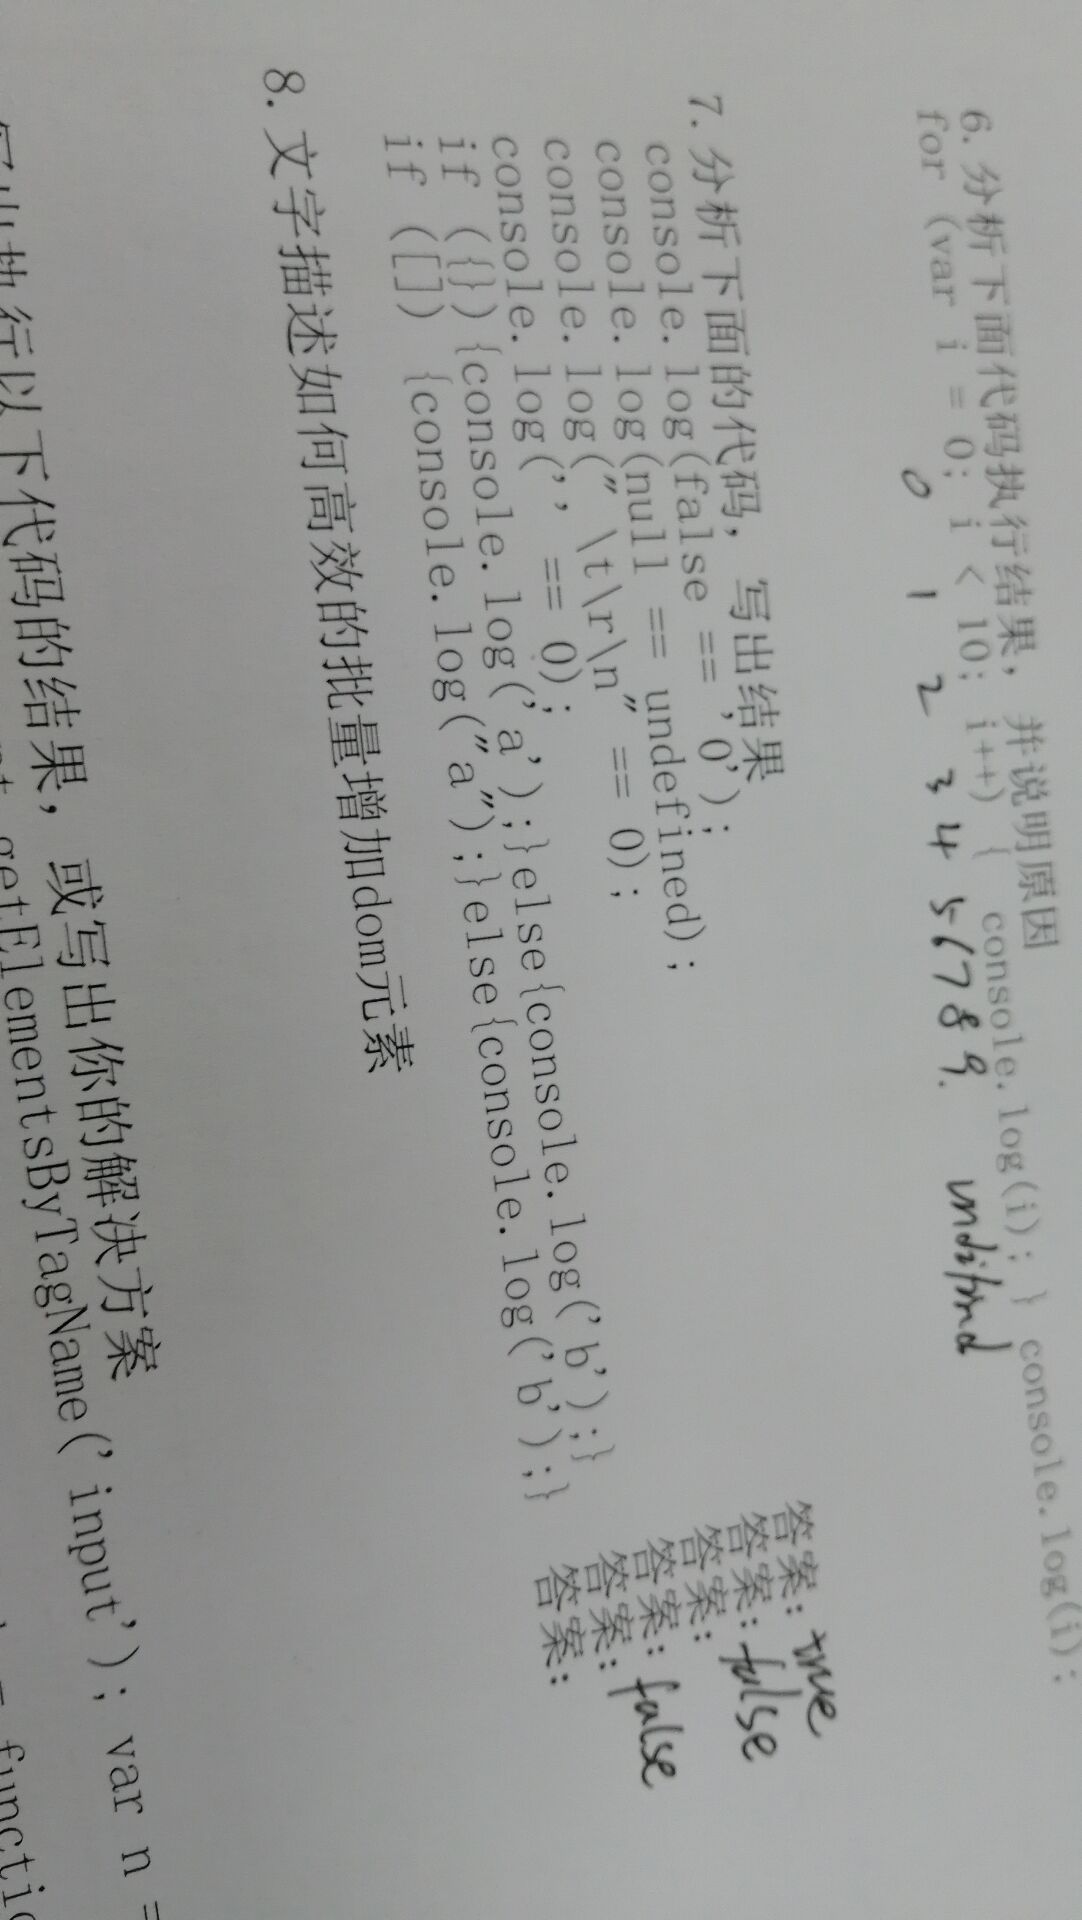 6. 分析下面代码执行结果，并说明原因
for (var i = 0; i < 10; i++) { console.log(i); } console.log(i);
0 1 2 3 4 5 6 7 8 9. undifind
7. 分析下面的代码，写出结果
console.log(false == '0'); 答案: true
console.log(null == undefined); 答案: false
console.log(" \t\r\n" == 0); 答案:
console.log('' == 0); 答案: false
if ({}) {console.log('a');}else{console.log('b');} 答案:
if ([]) {console.log("a");}else{console.log('b');} 答案:
8. 文字描述如何高效的批量增加dom元素
写出执行以下代码的结果，或写出你的解决方案
getElementsByTagName('input'); var n =